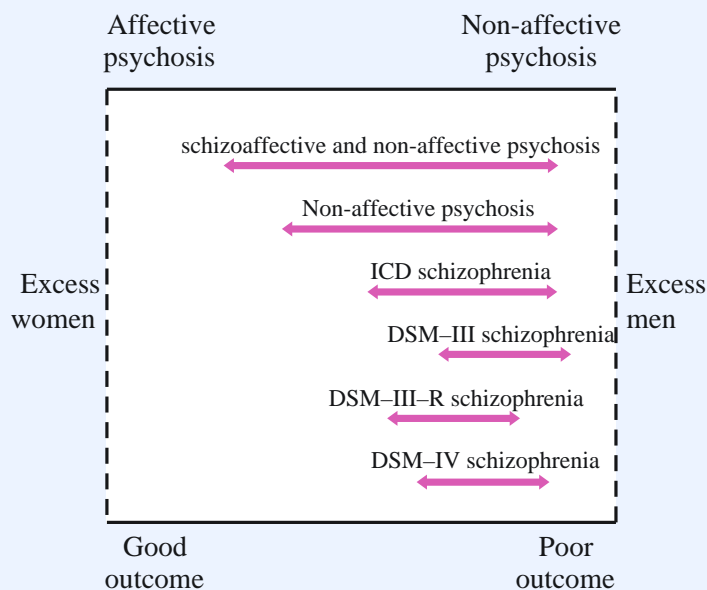 Affective
psychosis
Non-affective
psychosis
schizoaffective and non-affective psychosis
Non-affective psychosis
ICD schizophrenia
Excess
women
Excess
men
DSM–III schizophrenia
DSM–III–R schizophrenia
DSM–IV schizophrenia
Good
outcome
Poor
outcome